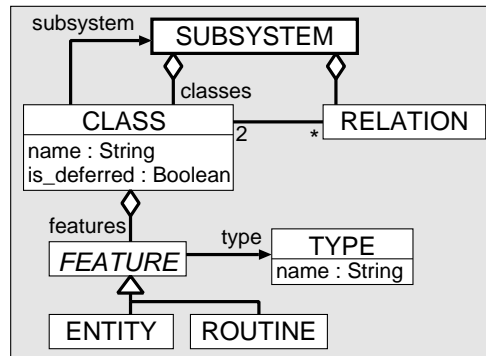 subsystem
SUBSYSTEM
classes
CLASS
2
*
RELATION
name : String
is_deferred : Boolean
features
FEATURE
type
TYPE
name : String
ENTITY
ROUTINE